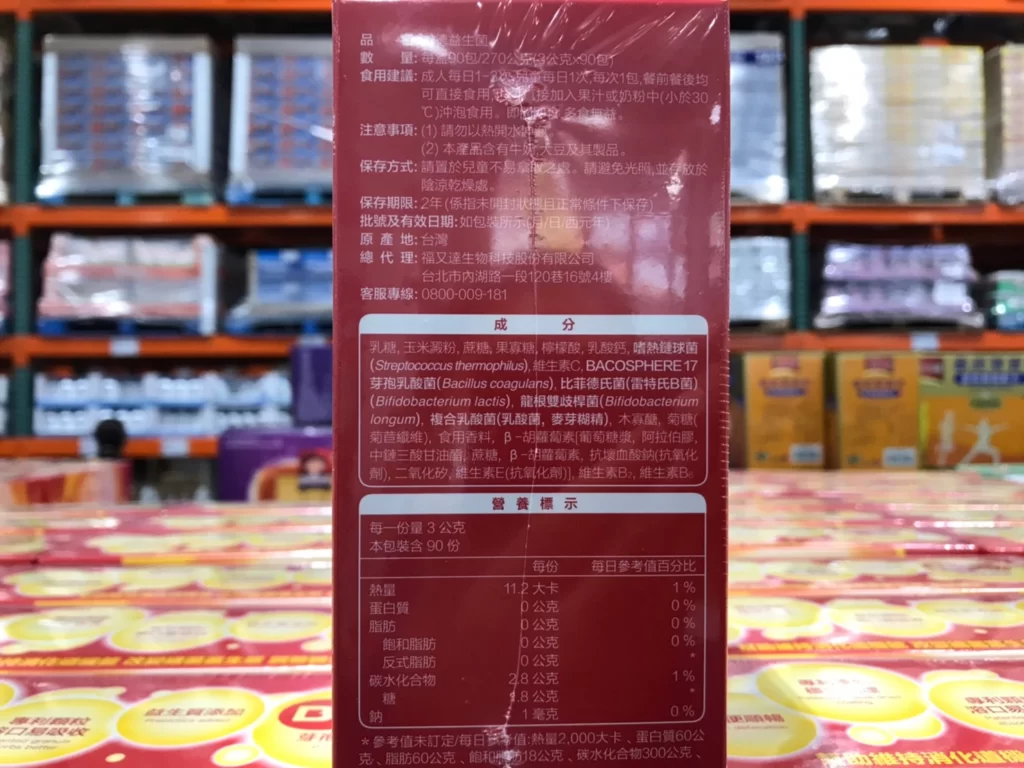 品
益生菌
數 量: 每盒90包/270公克(3公克×90包)
食用建議: 成人每日1-2次,兒童每日1次,每次1包,餐前餐後均
可直接食用,加入果汁或奶粉中(小於30
℃)沖泡食用。多食無益。
注意事項: (1) 請勿以熱開水
(2) 本產品含有牛奶,大豆及其製品。
保存方式: 請置於兒童不易拿取之處。請避免光照,並存放於
陰涼乾燥處。
保存期限: 2年(係指未開封狀態且正常條件下保存)
批號及有效日期: 如包裝所示(月/日/西元年)
原 產 地: 台灣
總 代 理: 福又達生物科技股份有限公司
台北市內湖路一段120巷16號4樓
客服專線: 0800-009-181
成 分
乳糖, 玉米澱粉, 蔗糖, 果寡糖, 檸檬酸, 乳酸鈣, 嗜熱鏈球菌
(Streptococcus thermophilus), 維生素C, BACOSPHERE 17
芽孢乳酸菌(Bacillus coagulans), 比菲德氏菌(雷特氏B菌)
(Bifidobacterium lactis), 龍根雙歧桿菌(Bifidobacterium
longum), 複合乳酸菌(乳酸菌, 麥芽糊精), 木寡醣, 菊糖(
菊苣纖維), 食用香料, β-胡蘿蔔素[葡萄糖漿, 阿拉伯膠,
中鏈三酸甘油酯, 蔗糖, β-胡蘿蔔素, 抗壞血酸鈉(抗氧化
劑), 二氧化矽, 維生素E(抗氧化劑)], 維生素B₂, 維生素B₆
營 養 標 示
每一份量 3 公克
本包裝含 90 份
每份 每日參考值百分比
熱量 11.2 大卡 1 %
蛋白質 0 公克 0 %
脂肪 0 公克 0 %
飽和脂肪 0 公克 0 %
反式脂肪 0 公克 *
碳水化合物 2.8 公克 1 %
糖 1.8 公克 *
鈉 1 毫克 0 %
*參考值未訂定/每日參考值:熱量2,000大卡、蛋白質60公
克、脂肪60公克、飽和脂肪18公克、碳水化合物300公克、
專利顆粒
溶口易吸收
益生質添加